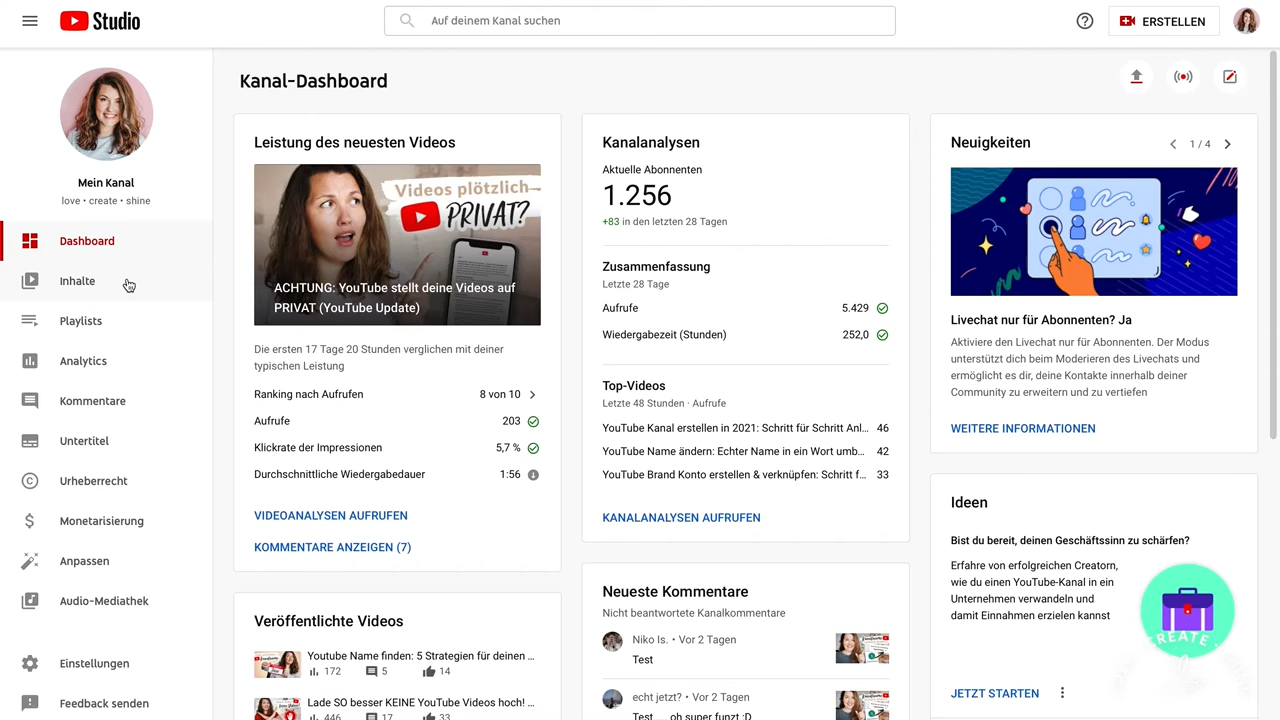 Studio
Auf deinem Kanal suchen
ERSTELLEN
Mein Kanal
love • create • shine
Dashboard
Inhalte
Playlists
Analytics
Kommentare
Untertitel
Urheberrecht
Monetarisierung
Anpassen
Audio-Mediathek
Einstellungen
Feedback senden
Kanal-Dashboard
Leistung des neuesten Videos
Videos plötzlich
PRIVAT?
ACHTUNG: YouTube stellt deine Videos auf
PRIVAT (YouTube Update)
Die ersten 17 Tage 20 Stunden verglichen mit deiner
typischen Leistung
Ranking nach Aufrufen 8 von 10
Aufrufe 203
Klickrate der Impressionen 5,7 %
Durchschnittliche Wiedergabedauer 1:56
VIDEOANALYSEN AUFRUFEN
KOMMENTARE ANZEIGEN (7)
Veröffentlichte Videos
Youtube Name finden: 5 Strategien für deinen ...
172 5 14
Lade SO besser KEINE YouTube Videos hoch! ...
446 17 33
Kanalanalysen
Aktuelle Abonnenten
1.256
+83 in den letzten 28 Tagen
Zusammenfassung
Letzte 28 Tage
Aufrufe 5.429
Wiedergabezeit (Stunden) 252,0
Top-Videos
Letzte 48 Stunden · Aufrufe
YouTube Kanal erstellen in 2021: Schritt für Schritt Anl... 46
YouTube Name ändern: Echter Name in ein Wort umb... 42
YouTube Brand Konto erstellen & verknüpfen: Schritt f... 33
KANALANALYSEN AUFRUFEN
Neueste Kommentare
Nicht beantwortete Kanalkommentare
Niko Is. • Vor 2 Tagen
Test
echt jetzt? • Vor 2 Tagen
Test..... oh super funzt :D
Neuigkeiten
1 / 4
Livechat nur für Abonnenten? Ja
Aktiviere den Livechat nur für Abonnenten. Der Modus
unterstützt dich beim Moderieren des Livechats und
ermöglicht es dir, deine Kontakte innerhalb deiner
Community zu erweitern und zu vertiefen
WEITERE INFORMATIONEN
Ideen
Bist du bereit, deinen Geschäftssinn zu schärfen?
Erfahre von erfolgreichen Creatorn,
wie du einen YouTube-Kanal in ein
Unternehmen verwandeln und
damit Einnahmen erzielen kannst
JETZT STARTEN